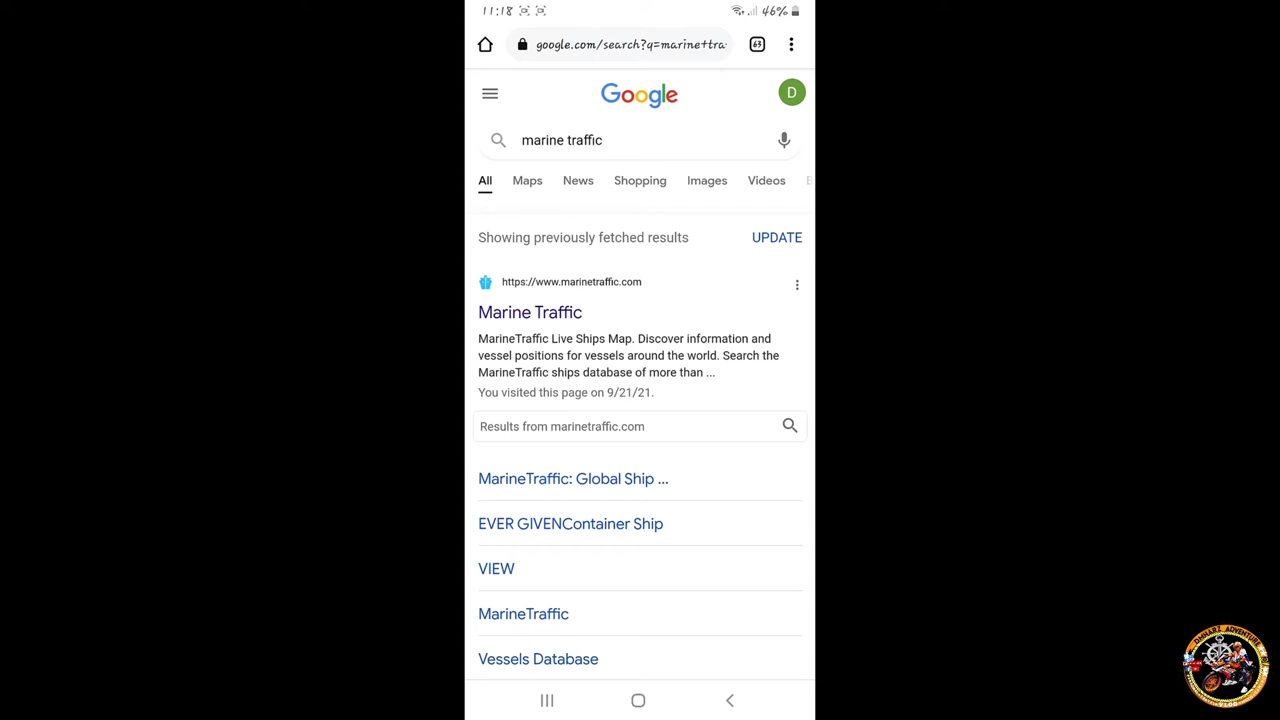 11:18
46%
google.com/search?q=marine+tra
63
Google
D
marine traffic
All Maps News Shopping Images Videos
Showing previously fetched results UPDATE
https://www.marinetraffic.com
Marine Traffic
MarineTraffic Live Ships Map. Discover information and
vessel positions for vessels around the world. Search the
MarineTraffic ships database of more than ...
You visited this page on 9/21/21.
Results from marinetraffic.com
MarineTraffic: Global Ship ...
EVER GIVENContainer Ship
VIEW
MarineTraffic
Vessels Database
VLOG